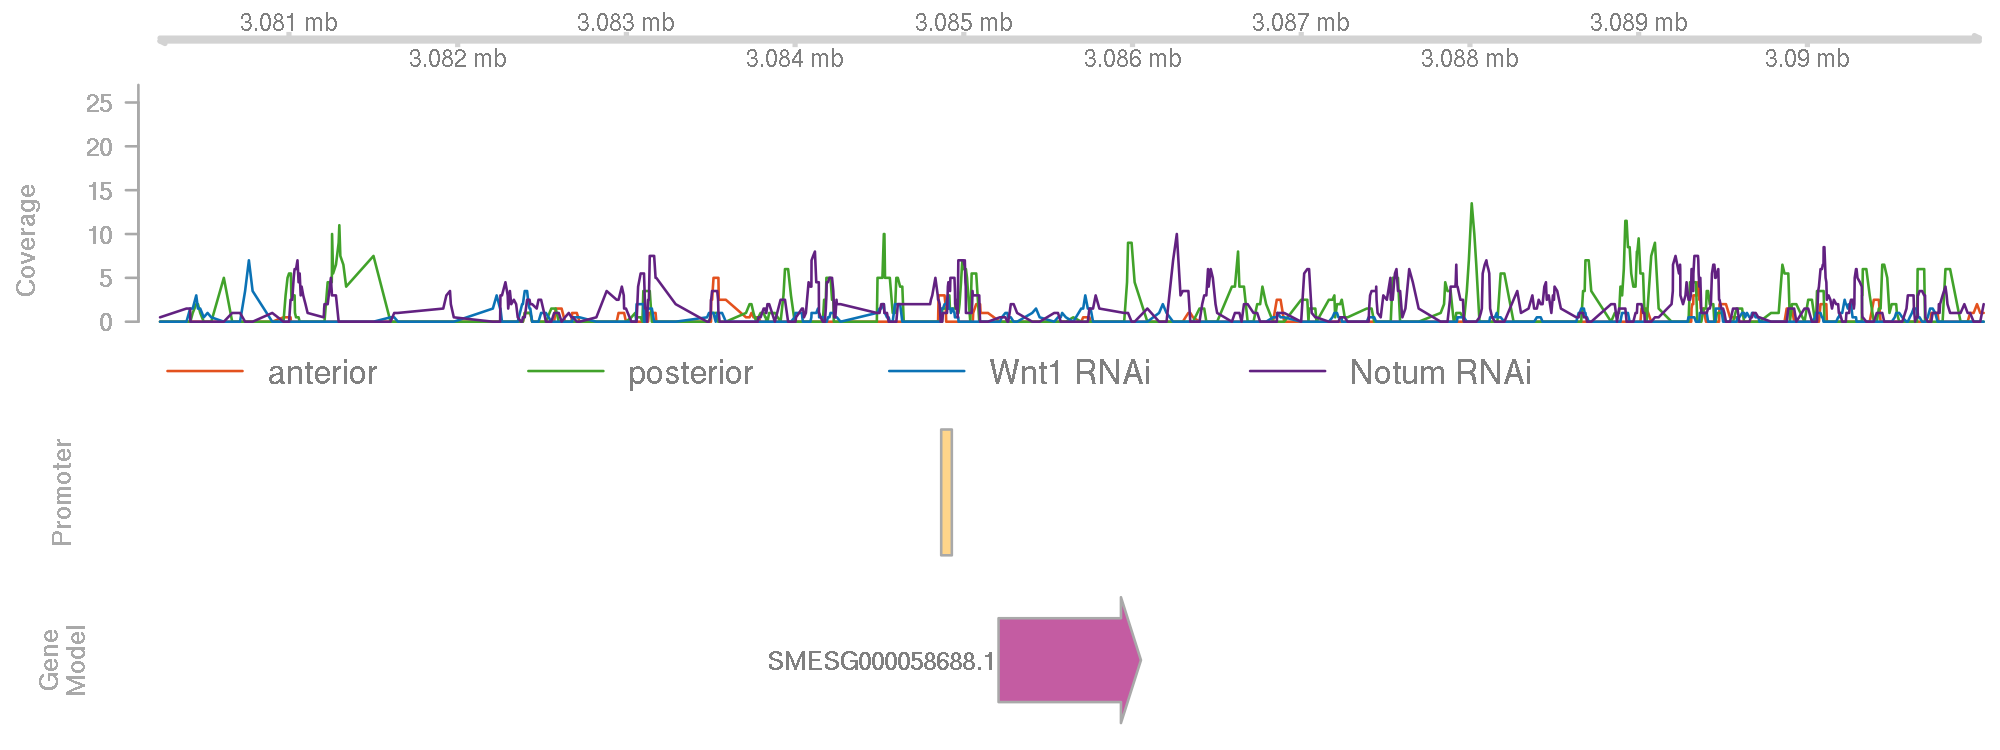 3.081 mb 3.083 mb 3.085 mb 3.087 mb 3.089 mb
3.082 mb 3.084 mb 3.086 mb 3.088 mb 3.09 mb
Coverage
25
20
15
10
5
0
anterior posterior Wnt1 RNAi Notum RNAi
Promoter
Gene
Model
SMESG000058688.1